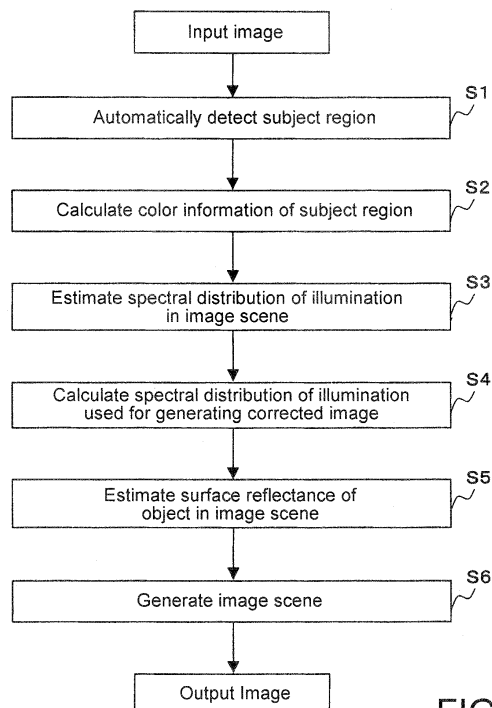 Input image
S1
Automatically detect subject region
S2
Calculate color information of subject region
S3
Estimate spectral distribution of illumination
in image scene
S4
Calculate spectral distribution of illumination
used for generating corrected image
S5
Estimate surface reflectance of
object in image scene
S6
Generate image scene
Output Image